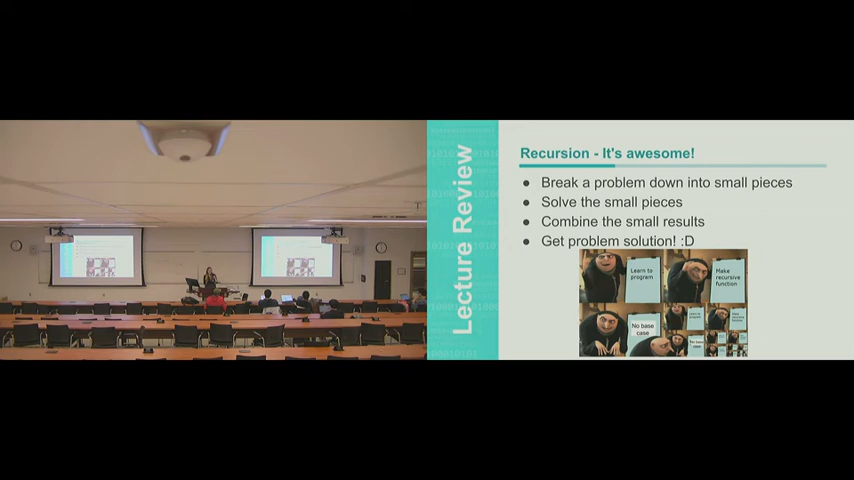 Lecture Review
Recursion - It's awesome!
● Break a problem down into small pieces
● Solve the small pieces
● Combine the small results
● Get problem solution! :D
Learn to
program
Make
recursive
function
No base
case